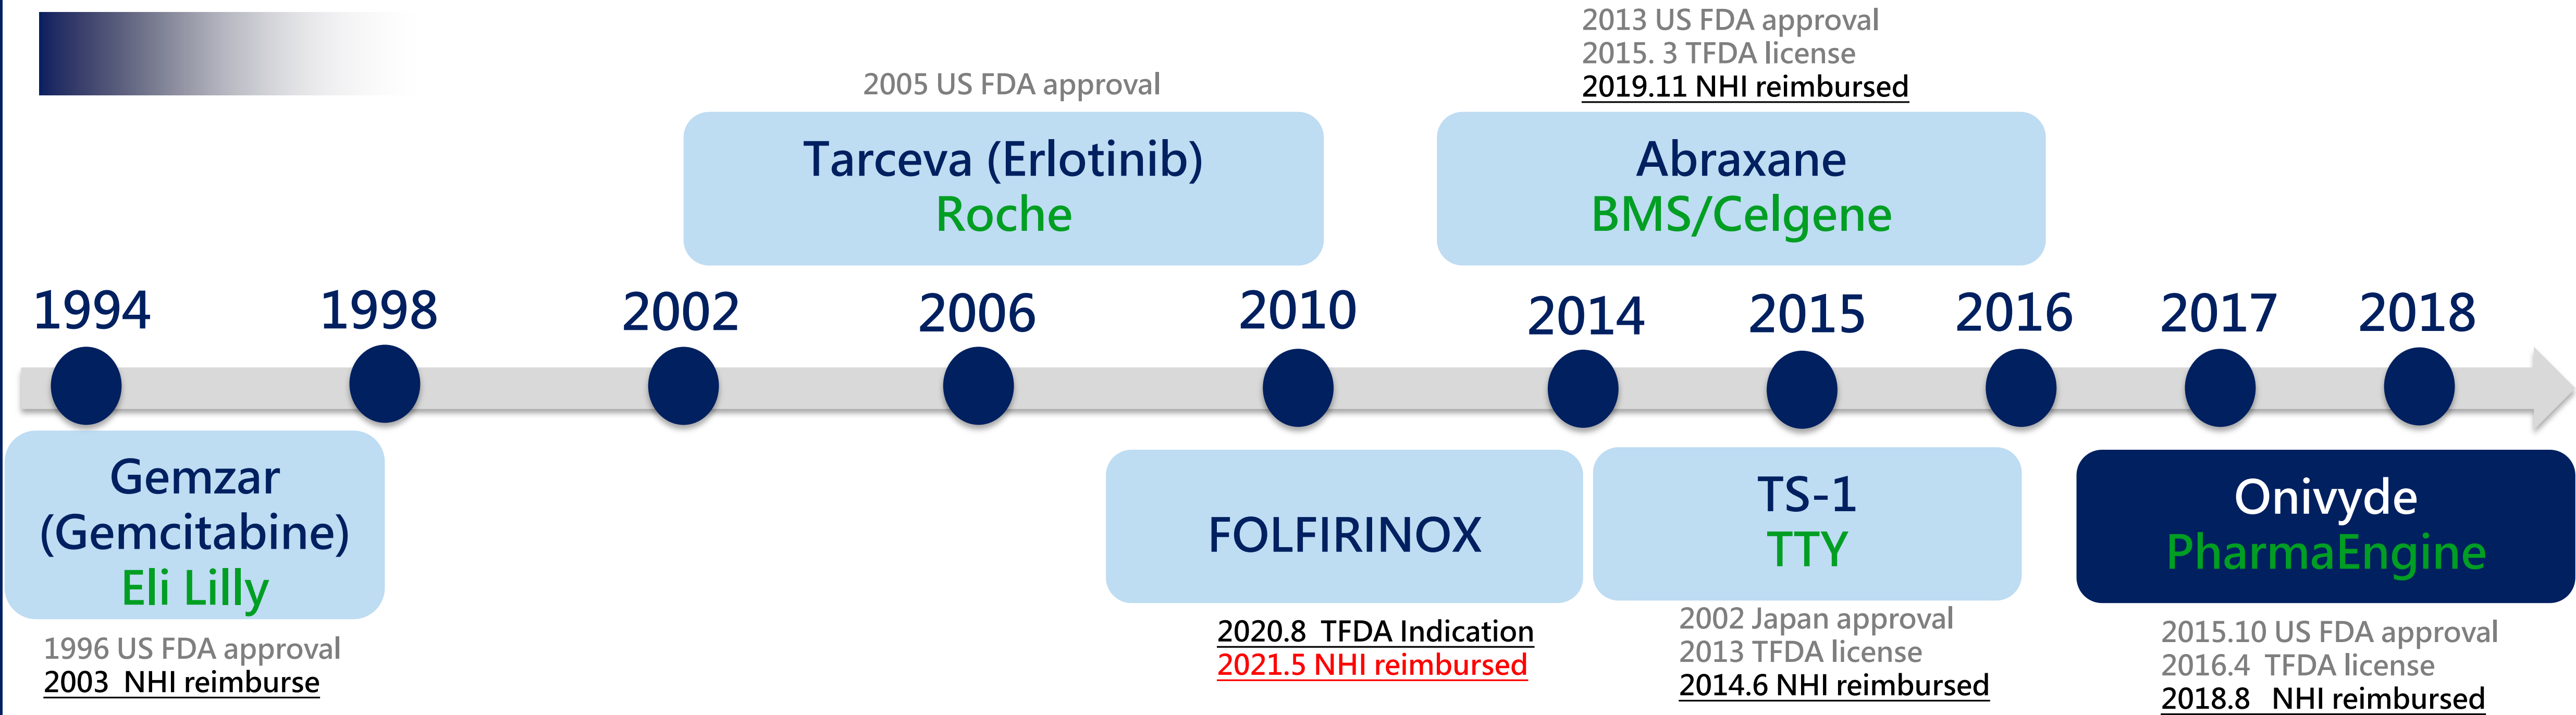 2013 US FDA approval
2015. 3 TFDA license
2019.11 NHI reimbursed
2005 US FDA approval
Tarceva (Erlotinib)
Roche
Abraxane
BMS/Celgene
1994
1998
2002
2006
2010
2014
2015
2016
2017
2018
Gemzar
(Gemcitabine)
Eli Lilly
1996 US FDA approval
2003 NHI reimburse
FOLFIRINOX
2020.8 TFDA Indication
2021.5 NHI reimbursed
TS-1
TTY
2002 Japan approval
2013 TFDA license
2014.6 NHI reimbursed
Onivyde
PharmaEngine
2015.10 US FDA approval
2016.4 TFDA license
2018.8 NHI reimbursed